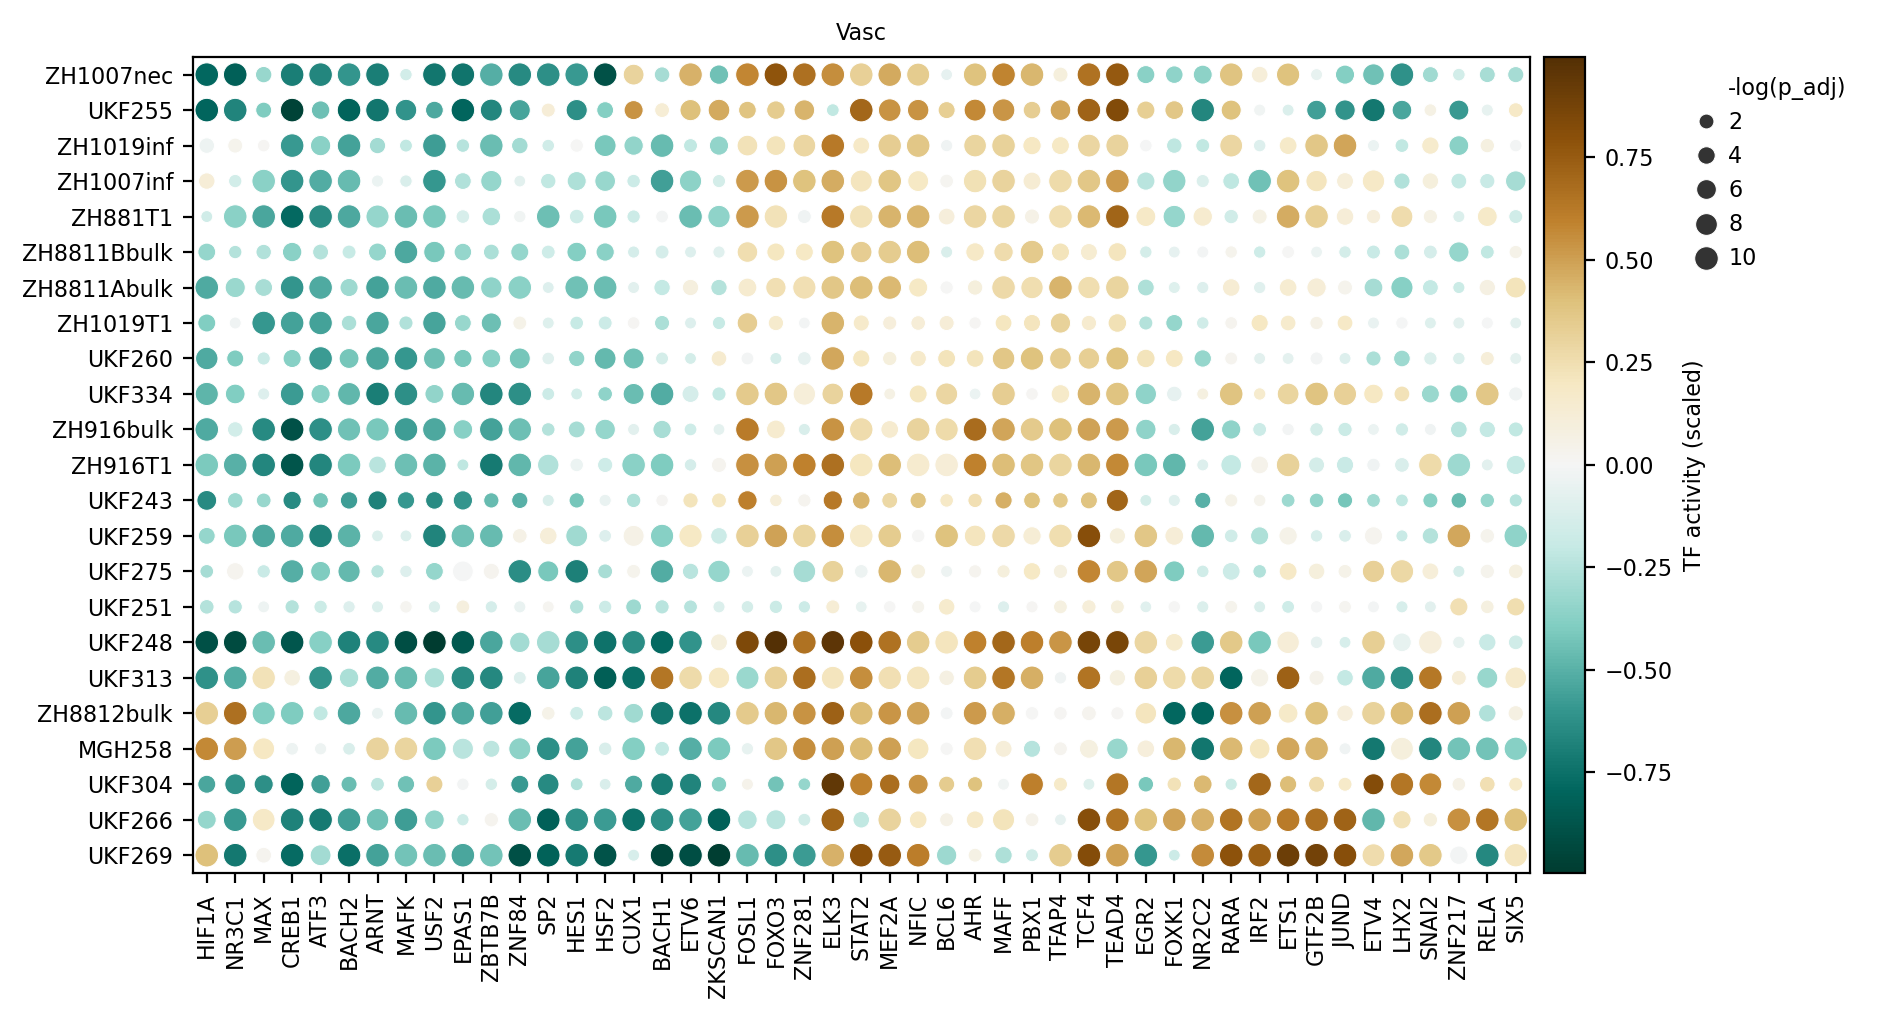 Vasc
ZH1007nec
UKF255
ZH1019inf
ZH1007inf
ZH881T1
ZH8811Bbulk
ZH8811Abulk
ZH1019T1
UKF260
UKF334
ZH916bulk
ZH916T1
UKF243
UKF259
UKF275
UKF251
UKF248
UKF313
ZH8812bulk
MGH258
UKF304
UKF266
UKF269
HIF1A
NR3C1
MAX
CREB1
ATF3
BACH2
ARNT
MAFK
USF2
EPAS1
ZBTB7B
ZNF84
SP2
HES1
HSF2
CUX1
BACH1
ETV6
ZKSCAN1
FOSL1
FOXO3
ZNF281
ELK3
STAT2
MEF2A
NFIC
BCL6
AHR
MAFF
PBX1
TFAP4
TCF4
TEAD4
EGR2
FOXK1
NR2C2
RARA
IRF2
ETS1
GTF2B
JUND
ETV4
LHX2
SNAI2
ZNF217
RELA
SIX5
0.75
0.50
0.25
0.00
−0.25
−0.50
−0.75
TF activity (scaled)
-log(p_adj)
2
4
6
8
10